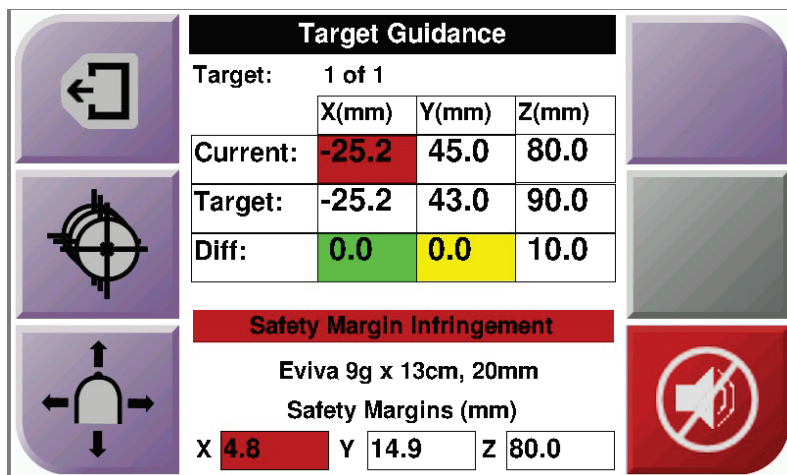 Target Guidance
Target: 1 of 1
X(mm) Y(mm) Z(mm)
Current: -25.2 45.0 80.0
Target: -25.2 43.0 90.0
Diff: 0.0 0.0 10.0
Safety Margin Infringement
Eviva 9g x 13cm, 20mm
Safety Margins (mm)
X 4.8 Y 14.9 Z 80.0